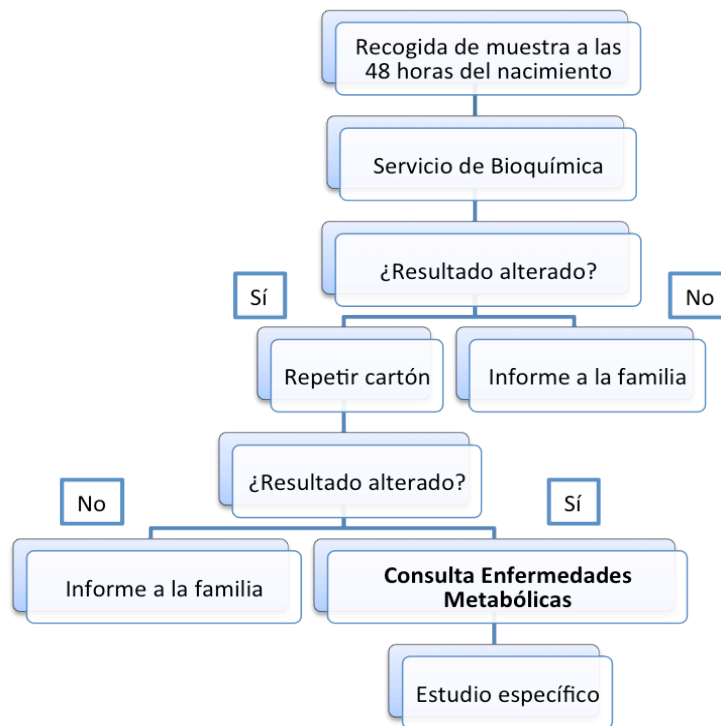 Recogida de muestra a las
48 horas del nacimiento
Servicio de Bioquímica
¿Resultado alterado?
Sí
No
Repetir cartón
Informe a la familia
¿Resultado alterado?
No
Sí
Informe a la familia
Consulta Enfermedades
Metabólicas
Estudio específico